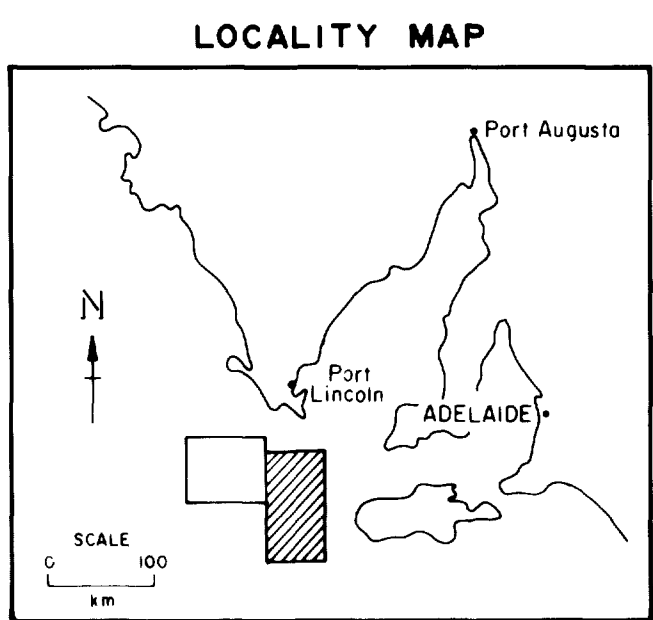 LOCALITY MAP
Port Augusta
N
Port
Lincoln
ADELAIDE
SCALE
0 100
km